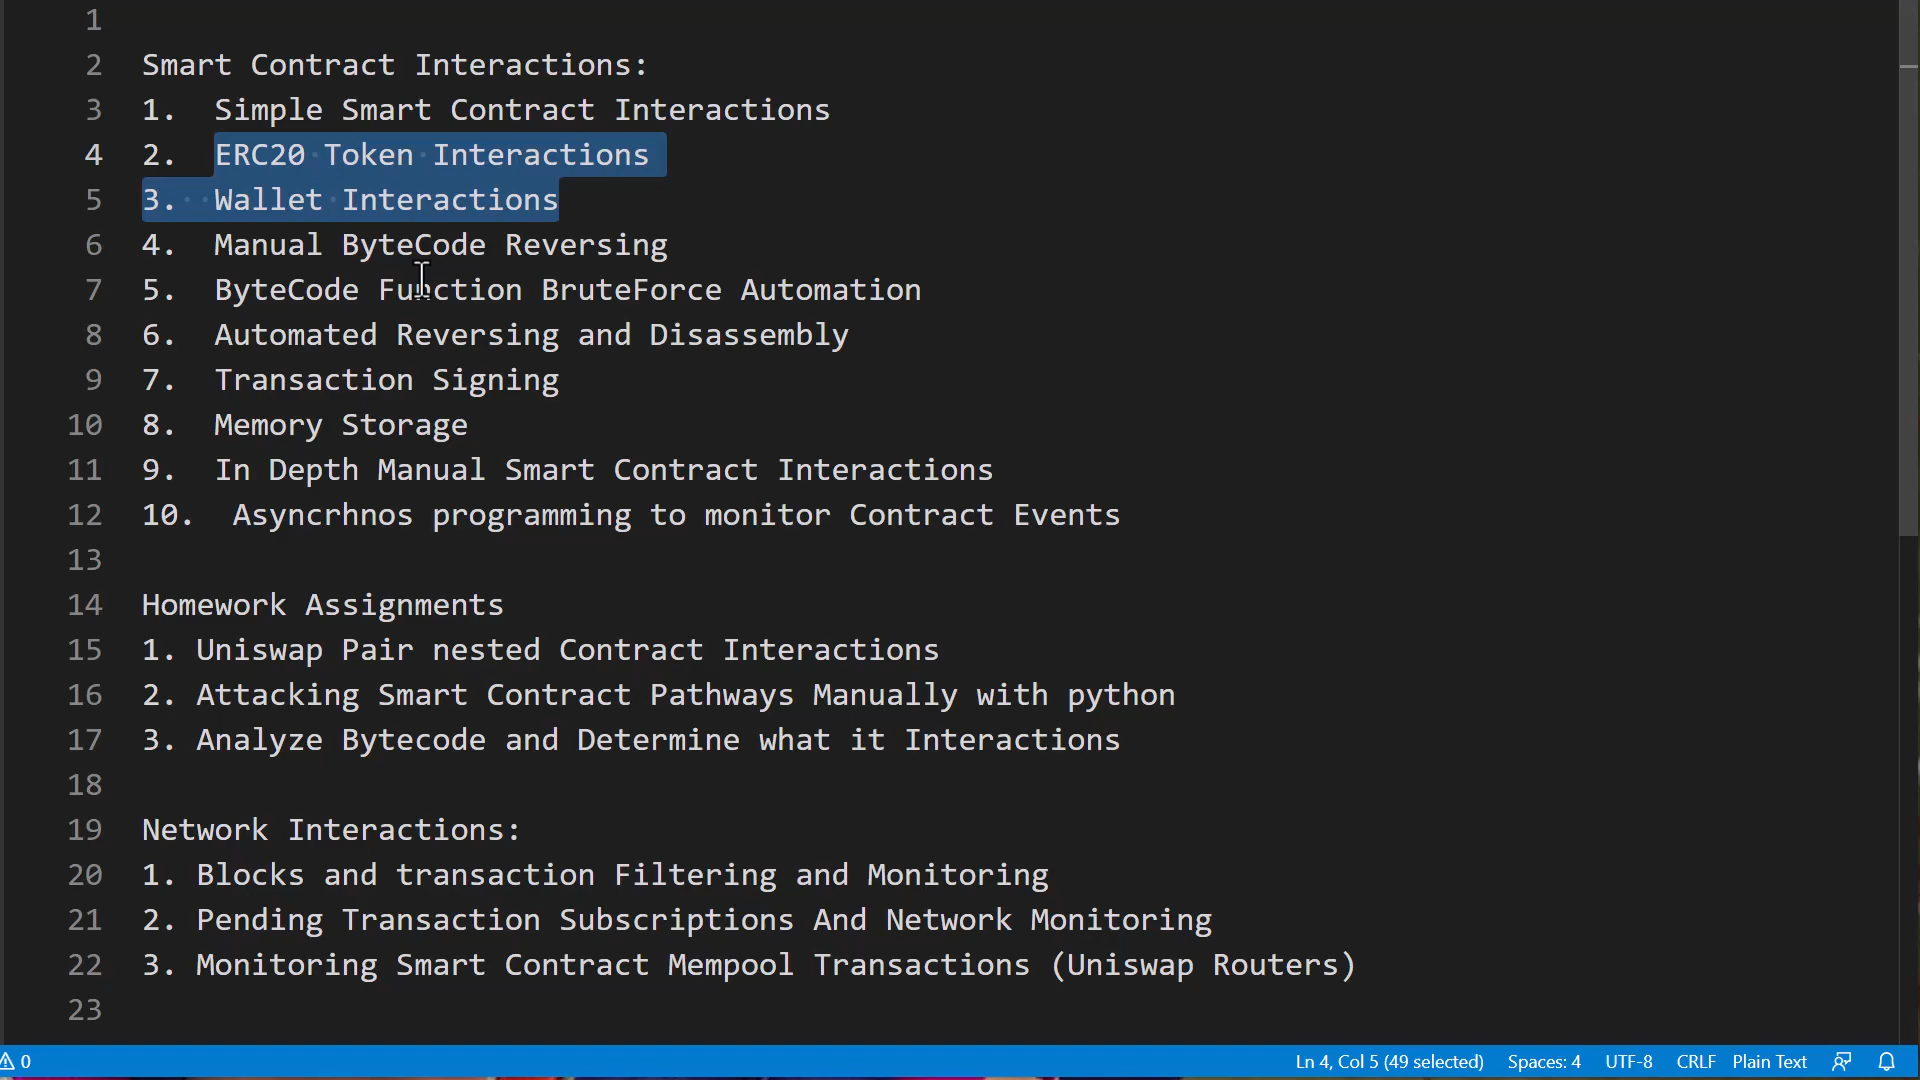 1
2 Smart Contract Interactions:
3 1.  Simple Smart Contract Interactions
4 2.  ERC20 Token Interactions
5 3.  Wallet Interactions
6 4.  Manual ByteCode Reversing
7 5.  ByteCode Function BruteForce Automation
8 6.  Automated Reversing and Disassembly
9 7.  Transaction Signing
10 8.  Memory Storage
11 9.  In Depth Manual Smart Contract Interactions
12 10.  Asyncrhnos programming to monitor Contract Events
13
14 Homework Assignments
15 1. Uniswap Pair nested Contract Interactions
16 2. Attacking Smart Contract Pathways Manually with python
17 3. Analyze Bytecode and Determine what it Interactions
18
19 Network Interactions:
20 1. Blocks and transaction Filtering and Monitoring
21 2. Pending Transaction Subscriptions And Network Monitoring
22 3. Monitoring Smart Contract Mempool Transactions (Uniswap Routers)
23
0 Ln 4, Col 5 (49 selected) Spaces: 4 UTF-8 CRLF Plain Text